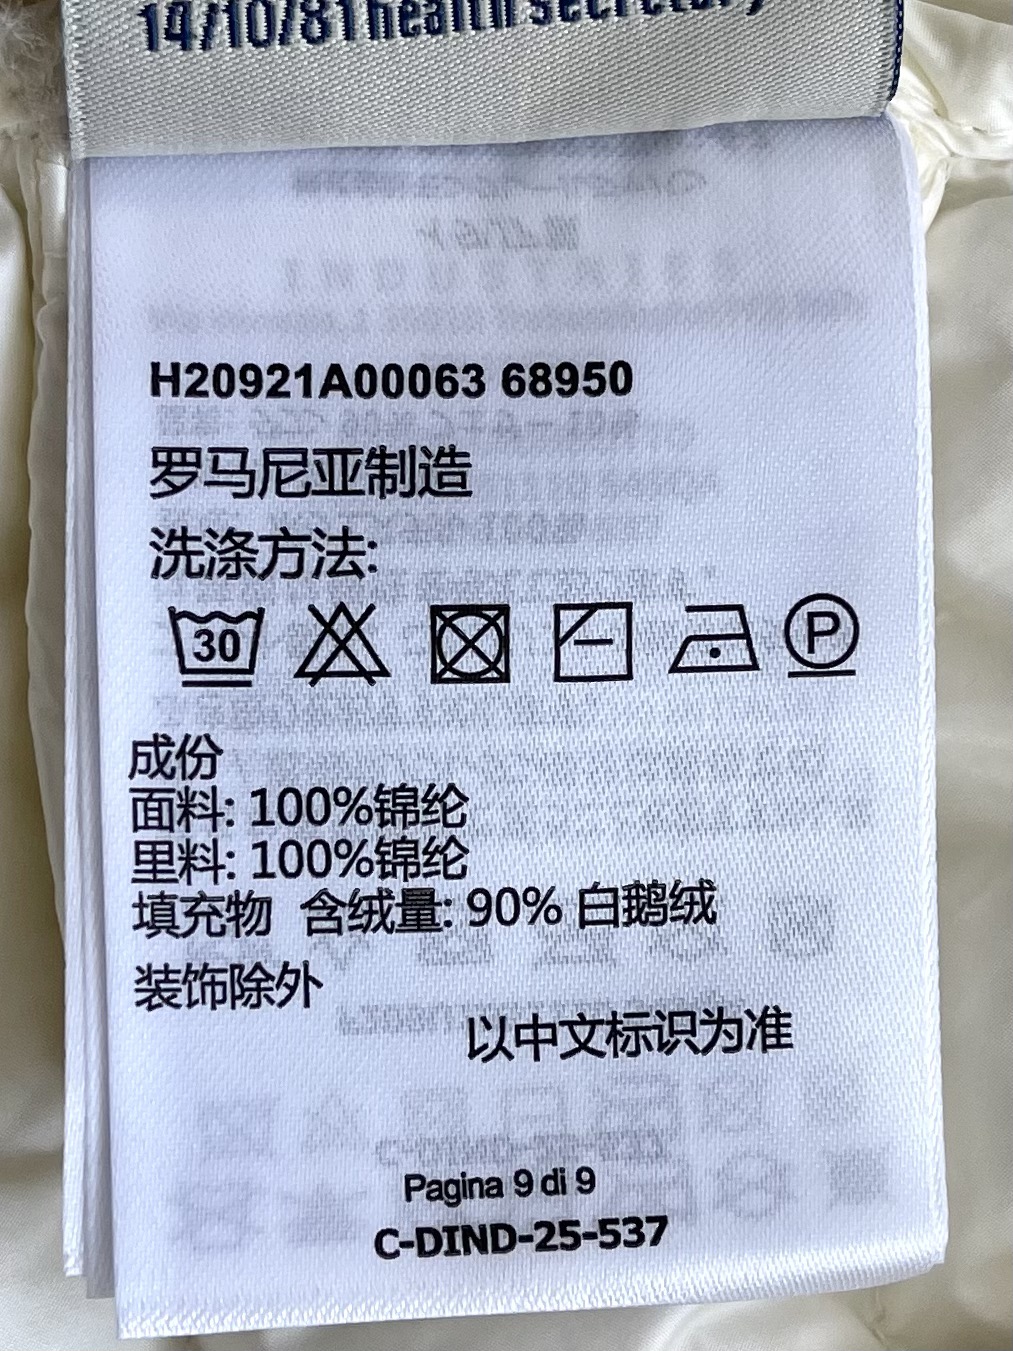 14/10/81 health secretary
H20921A00063 68950
罗马尼亚制造
洗涤方法:
30 P
成份
面料: 100%锦纶
里料: 100%锦纶
填充物 含绒量: 90% 白鹅绒
装饰除外
以中文标识为准
Pagina 9 di 9
C-DIND-25-537